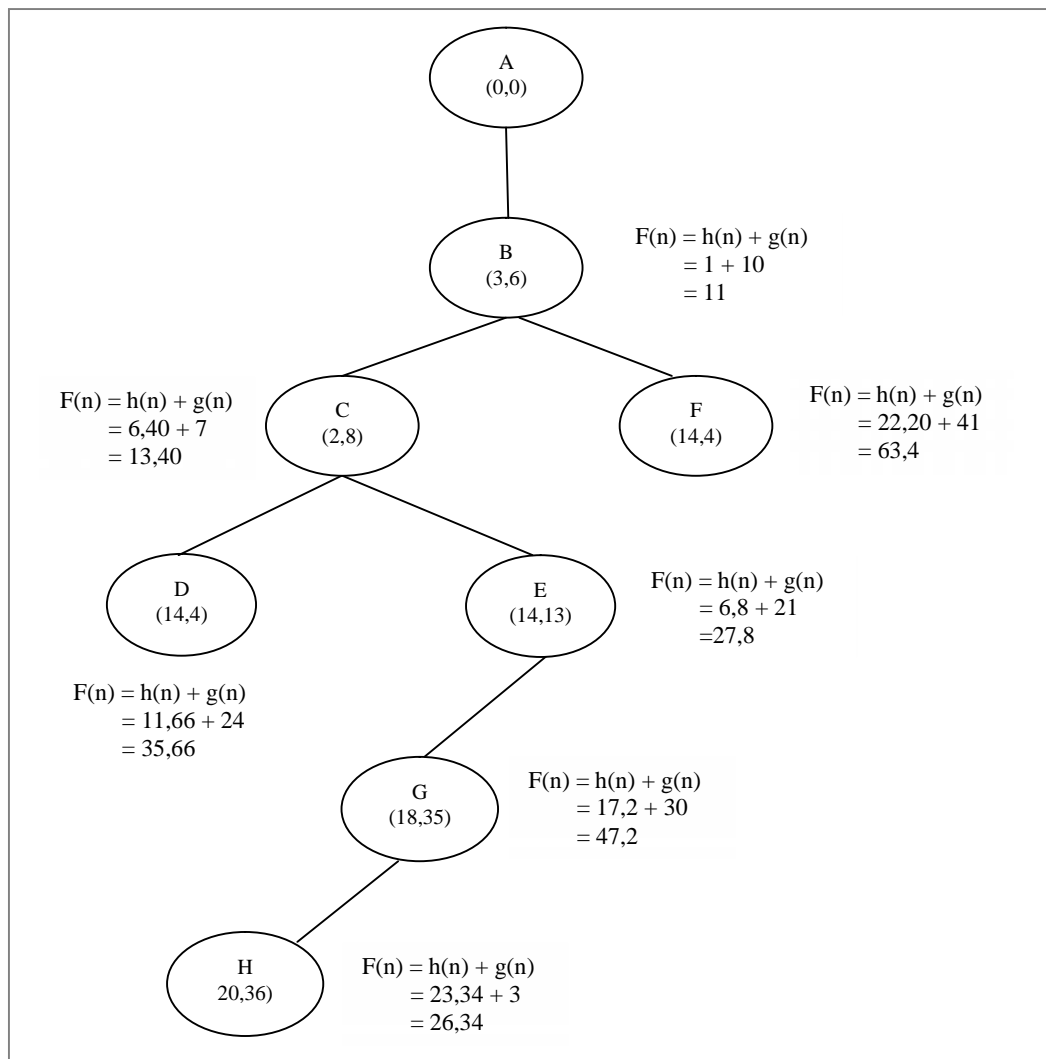 A
(0,0)
B
(3,6)
F(n) = h(n) + g(n)
= 1 + 10
= 11
F(n) = h(n) + g(n)
= 6,40 + 7
= 13,40
C
(2,8)
F
(14,4)
F(n) = h(n) + g(n)
= 22,20 + 41
= 63,4
D
(14,4)
E
(14,13)
F(n) = h(n) + g(n)
= 6,8 + 21
=27,8
F(n) = h(n) + g(n)
= 11,66 + 24
= 35,66
G
(18,35)
F(n) = h(n) + g(n)
= 17,2 + 30
= 47,2
H
20,36)
F(n) = h(n) + g(n)
= 23,34 + 3
= 26,34